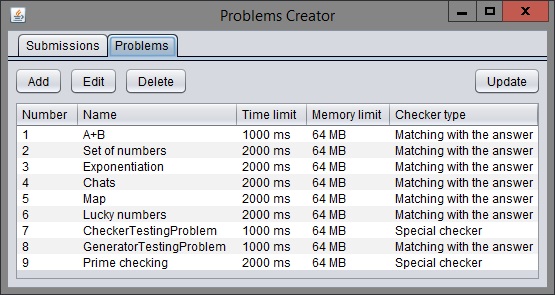 Problems Creator
Submissions Problems
Add Edit Delete Update
Number Name Time limit Memory limit Checker type
1 A+B 1000 ms 64 MB Matching with the answer
2 Set of numbers 2000 ms 64 MB Matching with the answer
3 Exponentiation 1000 ms 64 MB Matching with the answer
4 Chats 2000 ms 64 MB Matching with the answer
5 Map 2000 ms 64 MB Matching with the answer
6 Lucky numbers 2000 ms 64 MB Matching with the answer
7 CheckerTestingProblem 1000 ms 64 MB Special checker
8 GeneratorTestingProblem 1000 ms 64 MB Matching with the answer
9 Prime checking 2000 ms 64 MB Special checker